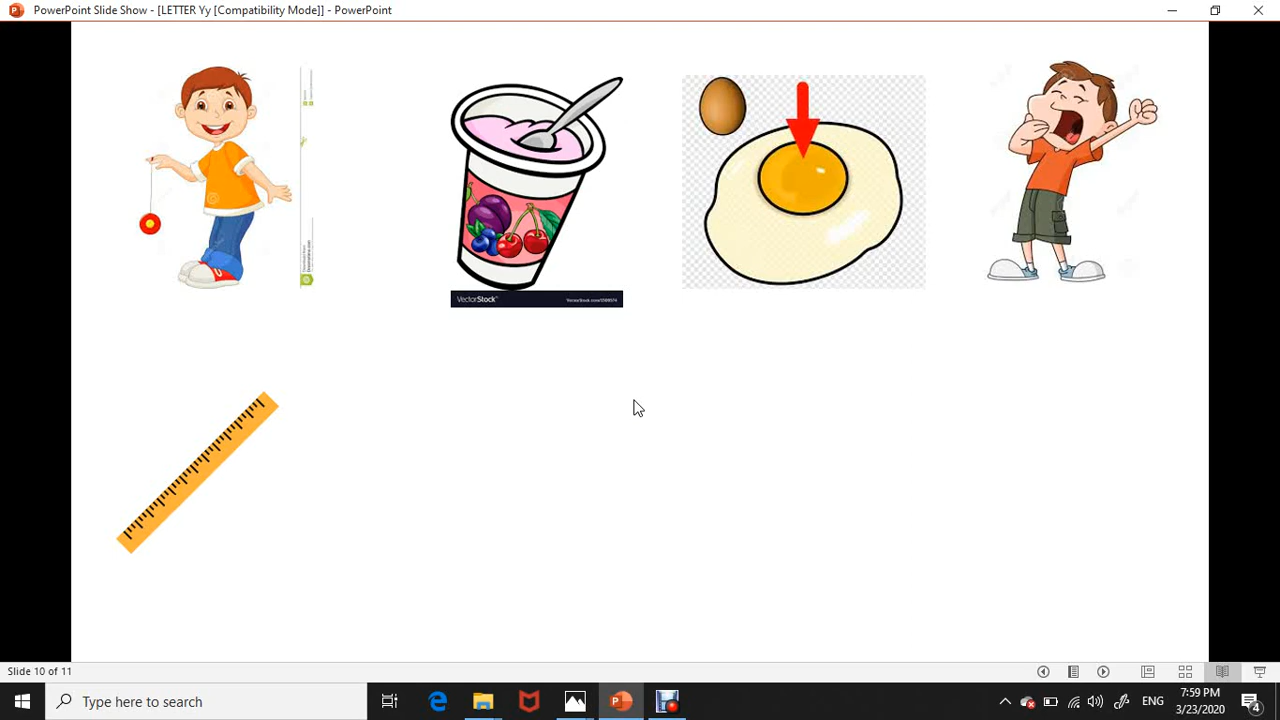 PowerPoint Slide Show - [LETTER Yy [Compatibility Mode]] - PowerPoint
VectorStock
Slide 10 of 11
Type here to search
ENG
7:59 PM
3/23/2020
4